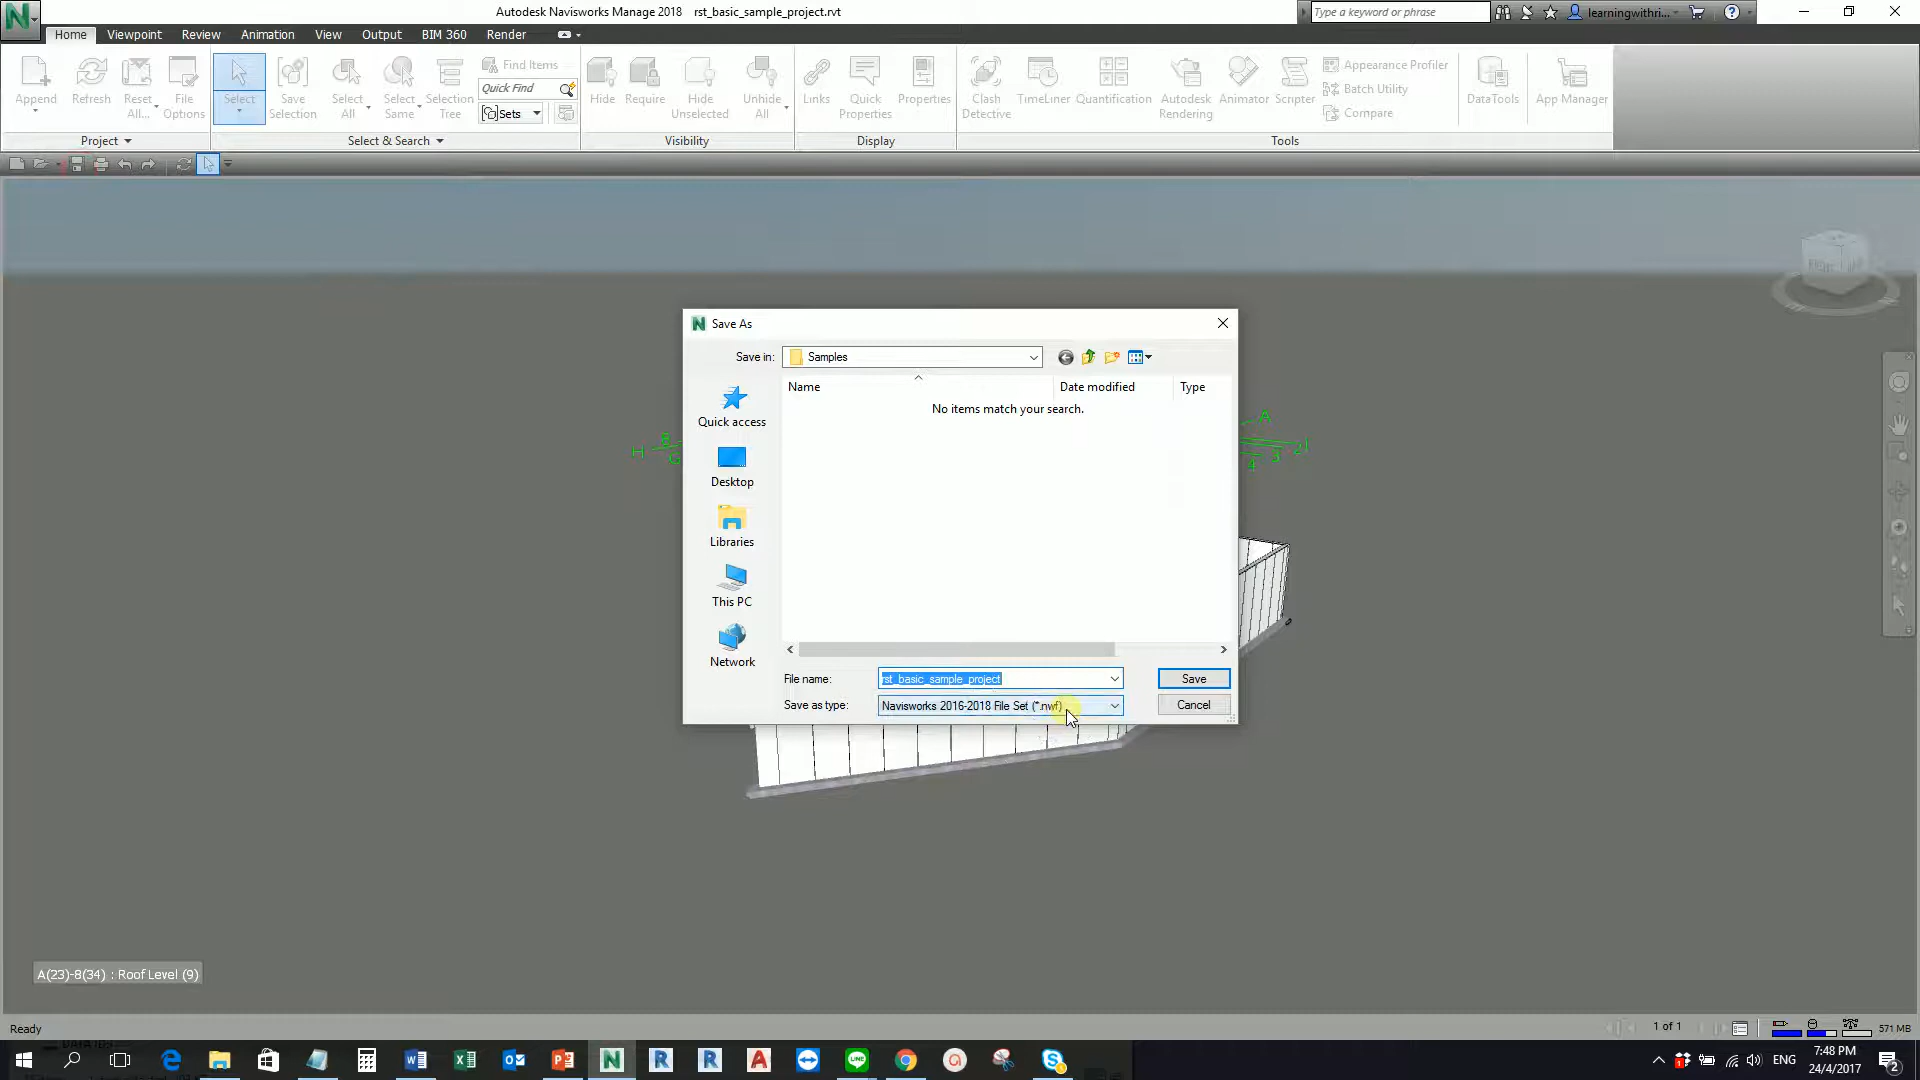 Autodesk Navisworks Manage 2018 rst_basic_sample_project.rvt
Type a keyword or phrase
learningwithri...
Home Viewpoint Review Animation View Output BIM 360 Render
Append
Refresh
Reset All...
File Options
Select
Save Selection
Select All
Select Same
Selection Tree
Find Items
Quick Find
Sets
Hide
Require
Hide Unselected
Unhide All
Links
Quick Properties
Properties
Clash Detective
TimeLiner
Quantification
Autodesk Rendering
Animator
Scripter
Appearance Profiler
Batch Utility
Compare
DataTools
App Manager
Project
Select & Search
Visibility
Display
Tools
Save As
Save in: Samples
Name Date modified Type
No items match your search.
Quick access
Desktop
Libraries
This PC
Network
File name: rst_basic_sample_project Save
Save as type: Navisworks 2016-2018 File Set (*.nwf) Cancel
H
A
4 3
A(23)-8(34) : Roof Level (9)
Ready
1 of 1
571 MB
ENG
7:48 PM
24/4/2017